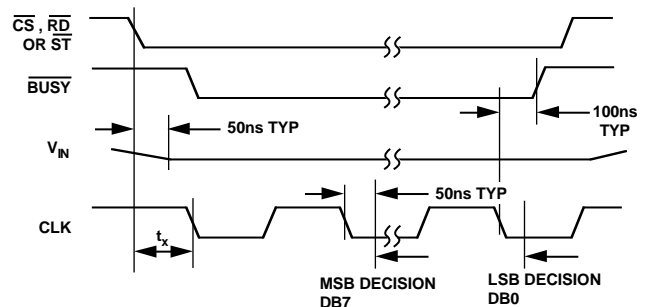 CS , RD
OR ST
BUSY
100ns
TYP
50ns TYP
VIN
50ns TYP
CLK
tx
MSB DECISION
DB7
LSB DECISION
DB0